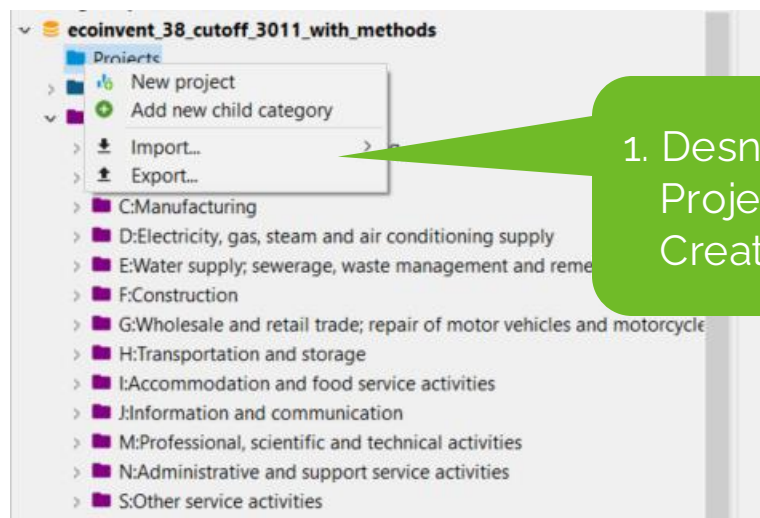 ecoinvent_38_cutoff_3011_with_methods
Projects
New project
Add new child category
Import...
Export...
C:Manufacturing
D:Electricity, gas, steam and air conditioning supply
E:Water supply; sewerage, waste management and reme
F:Construction
G:Wholesale and retail trade; repair of motor vehicles and motorcycle
H:Transportation and storage
I:Accommodation and food service activities
J:Information and communication
M:Professional, scientific and technical activities
N:Administrative and support service activities
S:Other service activities
1. Desn
Proje
Creat